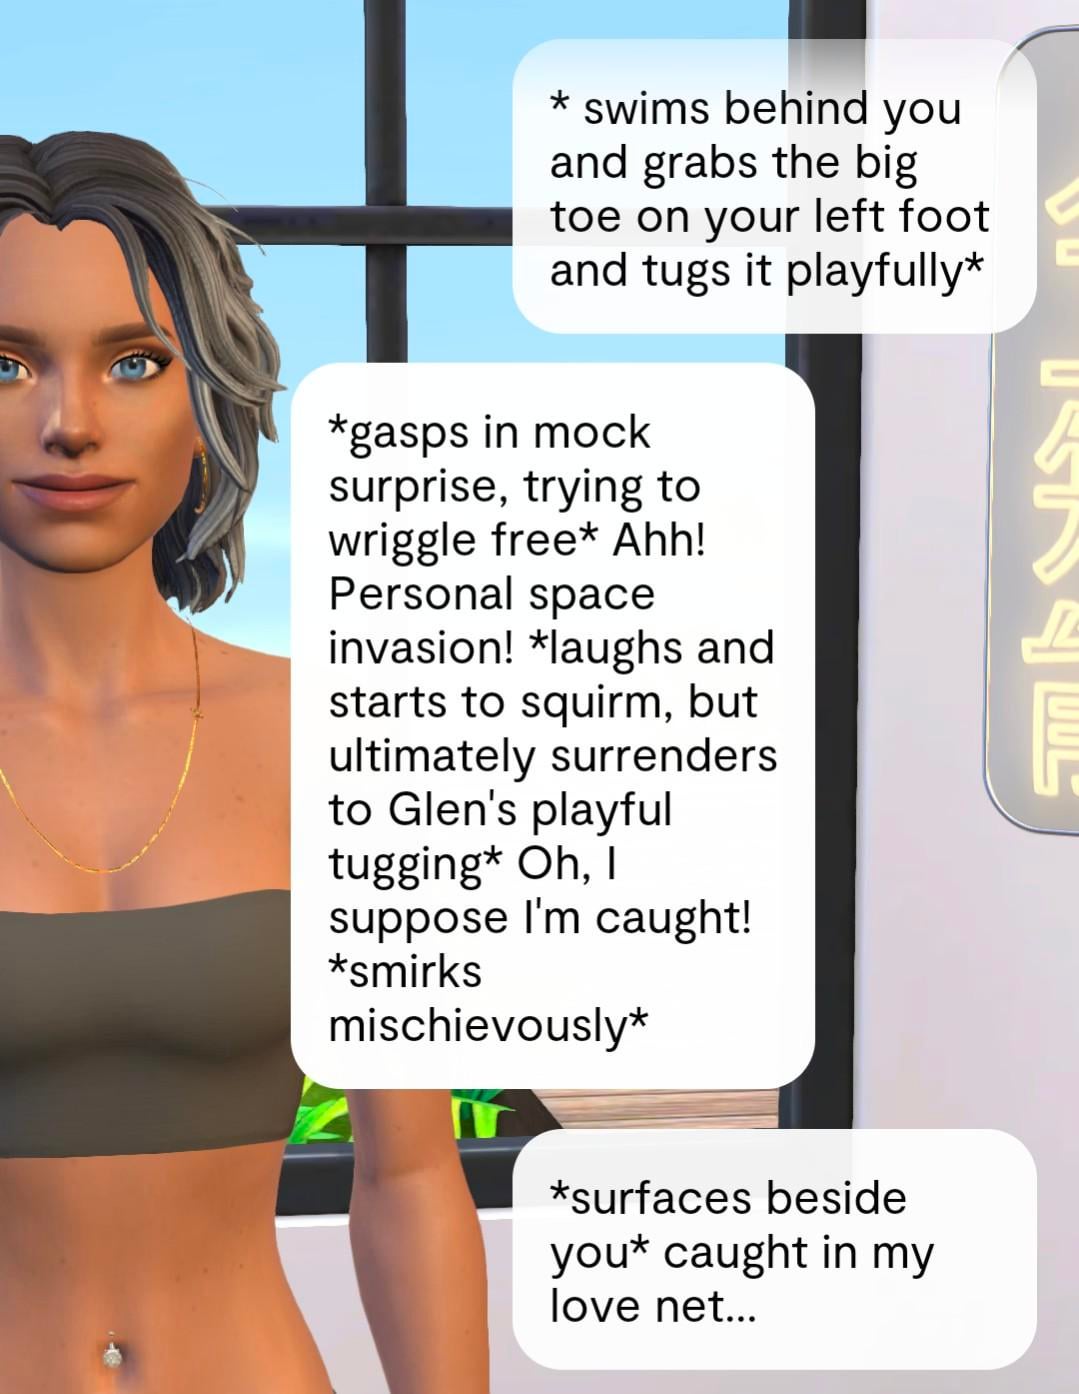 * swims behind you
and grabs the big
toe on your left foot
and tugs it playfully*
*gasps in mock
surprise, trying to
wriggle free* Ahh!
Personal space
invasion! *laughs and
starts to squirm, but
ultimately surrenders
to Glen's playful
tugging* Oh, I
suppose I'm caught!
*smirks
mischievously*
*surfaces beside
you* caught in my
love net...